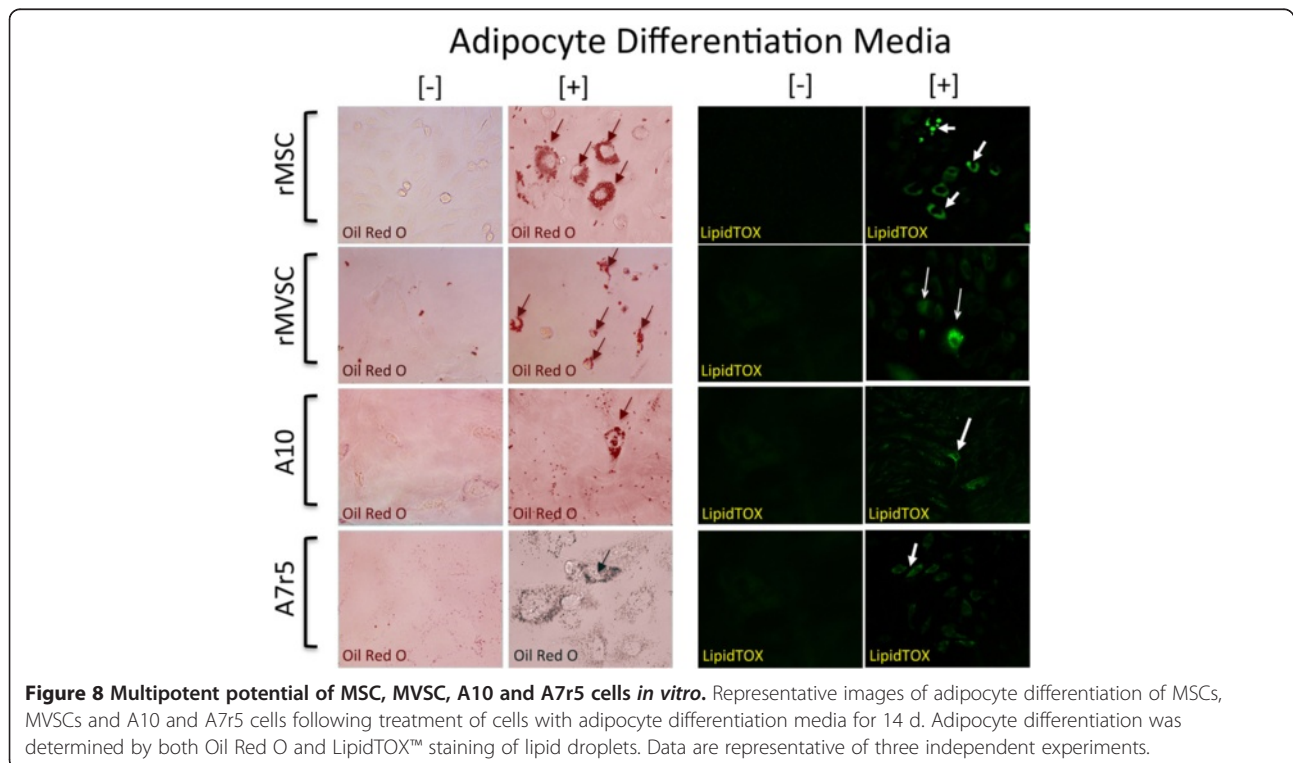 Adipocyte Differentiation Media
[-] [+] [-] [+]
rMSC
Oil Red O Oil Red O LipidTOX LipidTOX
rMVSC
Oil Red O Oil Red O LipidTOX LipidTOX
A10
Oil Red O Oil Red O LipidTOX LipidTOX
A7r5
Oil Red O Oil Red O LipidTOX LipidTOX
Figure 8 Multipotent potential of MSC, MVSC, A10 and A7r5 cells in vitro. Representative images of adipocyte differentiation of MSCs,
MVSCs and A10 and A7r5 cells following treatment of cells with adipocyte differentiation media for 14 d. Adipocyte differentiation was
determined by both Oil Red O and LipidTOX™ staining of lipid droplets. Data are representative of three independent experiments.